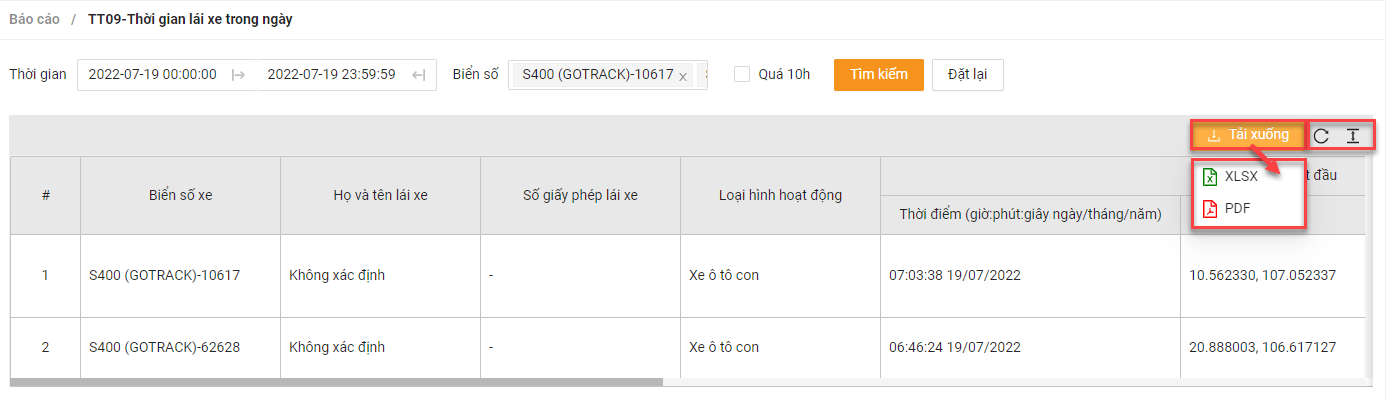 Báo cáo / TT09-Thời gian lái xe trong ngày
Thời gian 2022-07-19 00:00:00 2022-07-19 23:59:59 Biển số S400 (GOTRACK)-10617 x Quá 10h Tìm kiếm Đặt lại
Tải xuống
XLSX
PDF
# Biển số xe Họ và tên lái xe Số giấy phép lái xe Loại hình hoạt động t đầu
Thời điểm (giờ:phút:giây ngày/tháng/năm)
1 S400 (GOTRACK)-10617 Không xác định - Xe ô tô con 07:03:38 19/07/2022 10.562330, 107.052337
2 S400 (GOTRACK)-62628 Không xác định - Xe ô tô con 06:46:24 19/07/2022 20.888003, 106.617127